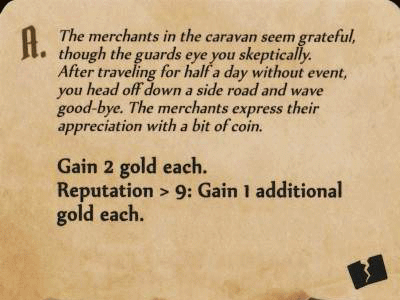 A. The merchants in the caravan seem grateful,
though the guards eye you skeptically.
After traveling for half a day without event,
you head off down a side road and wave
good-bye. The merchants express their
appreciation with a bit of coin.
Gain 2 gold each.
Reputation > 9: Gain 1 additional
gold each.